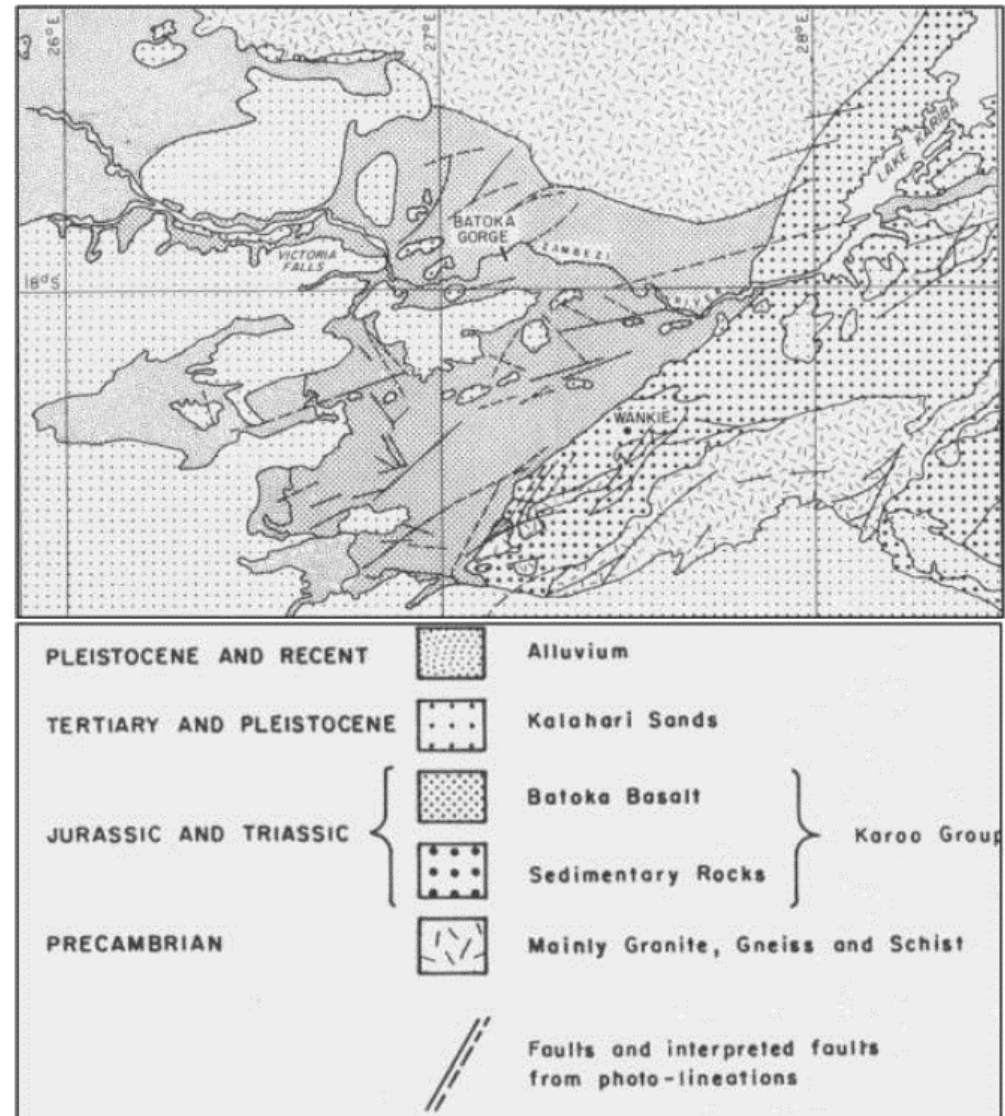 26°E
27°E
28°E
LAKE KARIBA
BATOKA
GORGE
ZAMBEZI
VICTORIA
FALLS
18°S
RIVER
WANKIE
PLEISTOCENE AND RECENT
Alluvium
TERTIARY AND PLEISTOCENE
Kalahari Sands
Batoka Basalt
JURASSIC AND TRIASSIC
Karoo Group
Sedimentary Rocks
PRECAMBRIAN
Mainly Granite, Gneiss and Schist
Faults and interpreted faults
from photo-lineations